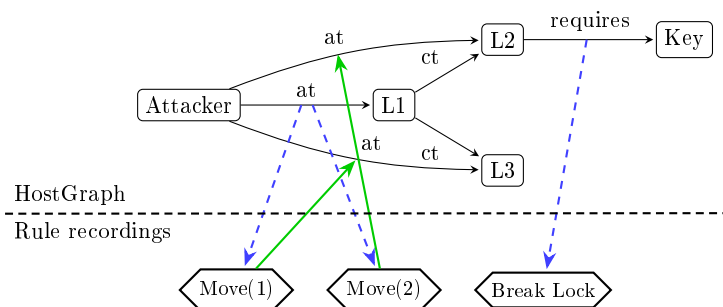 requires
at
L2
Key
ct
at
Attacker
L1
at
ct
L3
HostGraph
Rule recordings
Move(1)
Move(2)
Break Lock